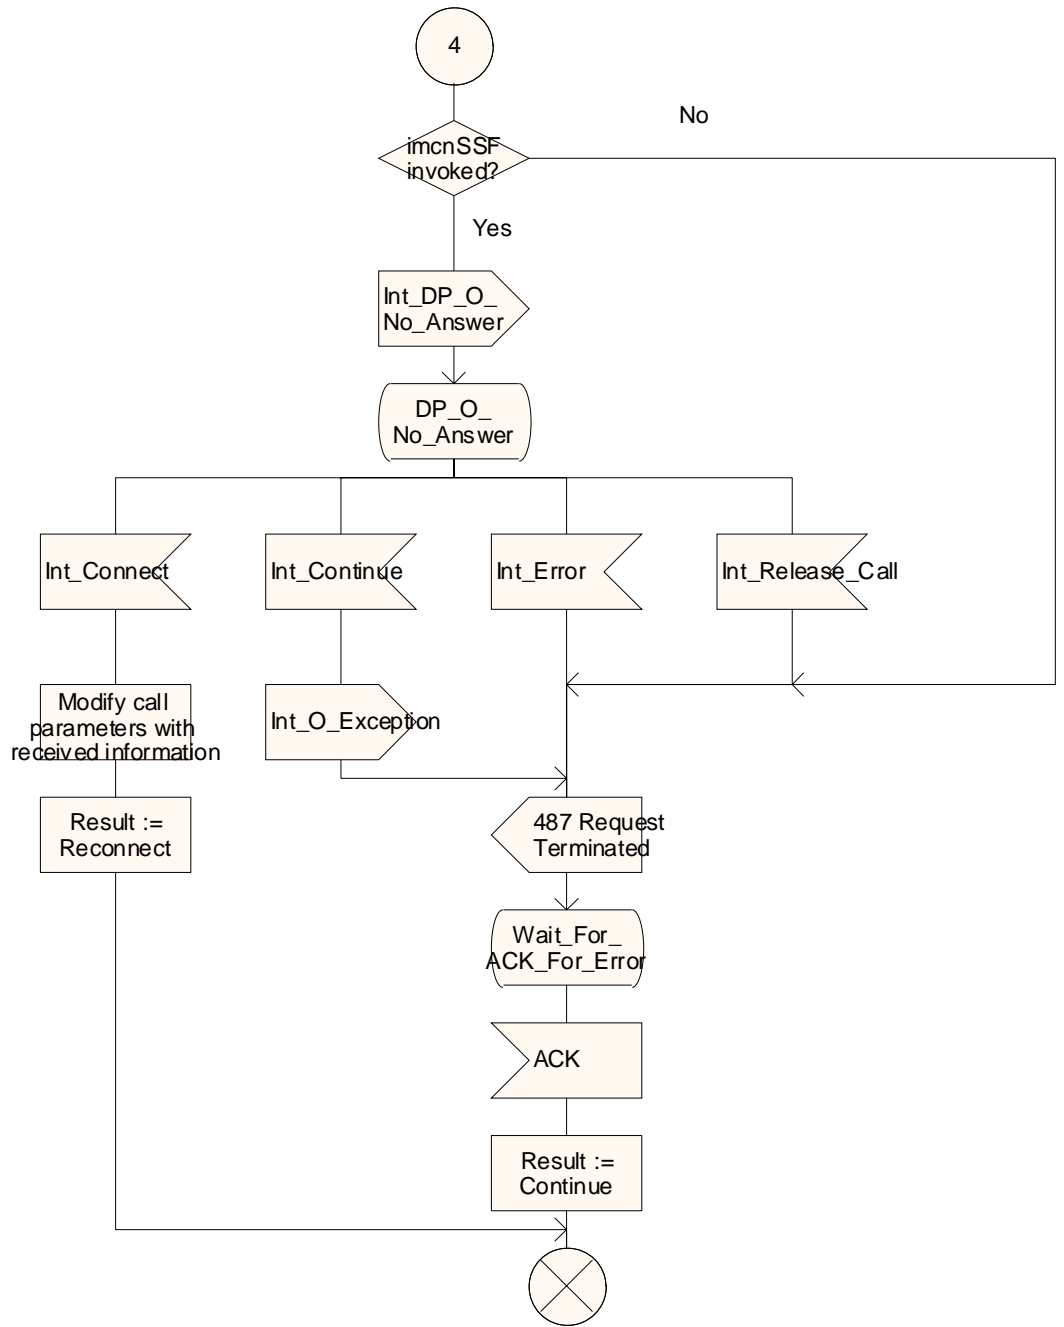 4
No
imcnSSF
invoked?
Yes
Int_DP_O_
No_Answer
DP_O_
No_Answer
Int_Connect
Int_Continue
Int_Error
Int_Release_Call
Modify call
parameters with
received information
Int_O_Exception
Result :=
Reconnect
487 Request
Terminated
Wait_For_
ACK_For_Error
ACK
Result :=
Continue